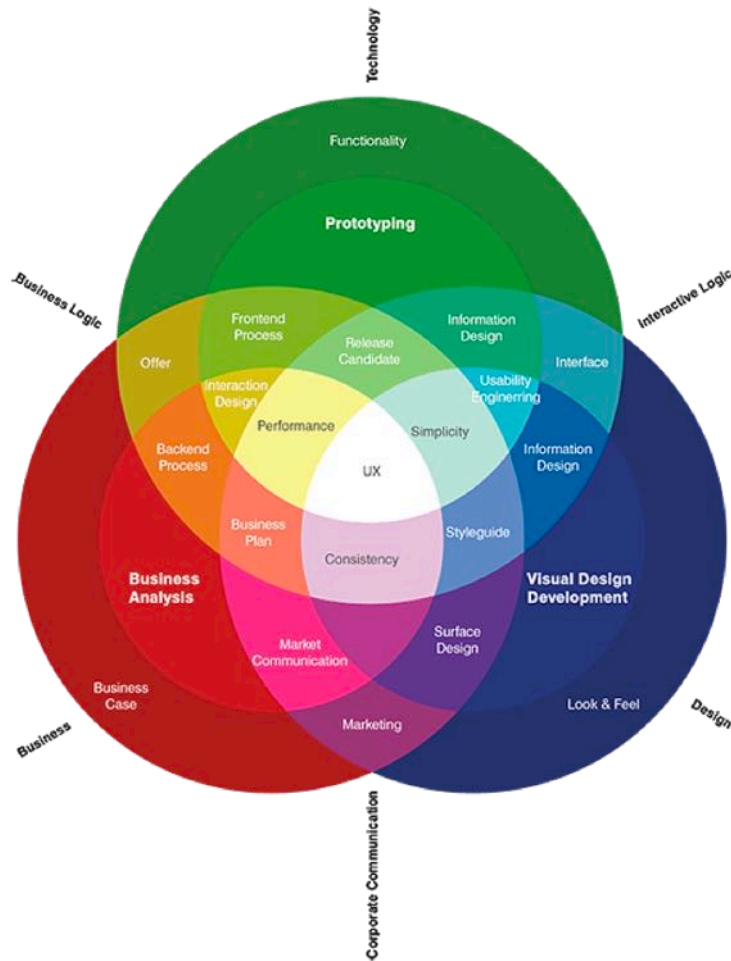 Technology
Functionality
Prototyping
Business Logic
Interactive Logic
Frontend
Process
Information
Design
Release
Candidate
Offer
Interface
Interaction
Design
Usability
Enginerring
Performance
Simplicity
Backend
Process
Information
Design
UX
Business
Plan
Styleguide
Consistency
Business
Analysis
Visual Design
Development
Market
Communication
Surface
Design
Business
Case
Look & Feel
Marketing
Business
Design
Corporate Communication